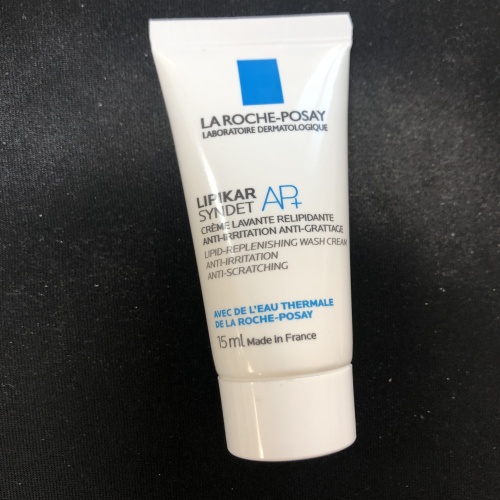 LA ROCHE-POSAY
LABORATOIRE DERMATOLOGIQUE
LIPIKAR
SYNDET AP+
CRÈME LAVANTE RELIPIDANTE
ANTI-IRRITATION ANTI-GRATTAGE
LIPID-REPLENISHING WASH CREAM
ANTI-IRRITATION
ANTI-SCRATCHING
AVEC DE L'EAU THERMALE
DE LA ROCHE-POSAY
15 ml Made in France